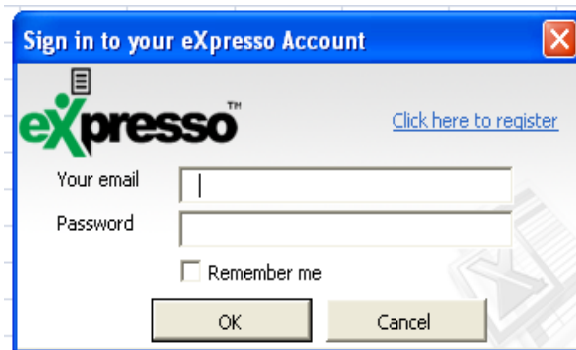 Sign in to your eXpresso Account
eXpresso™
Click here to register
Your email
Password
Remember me
OK
Cancel